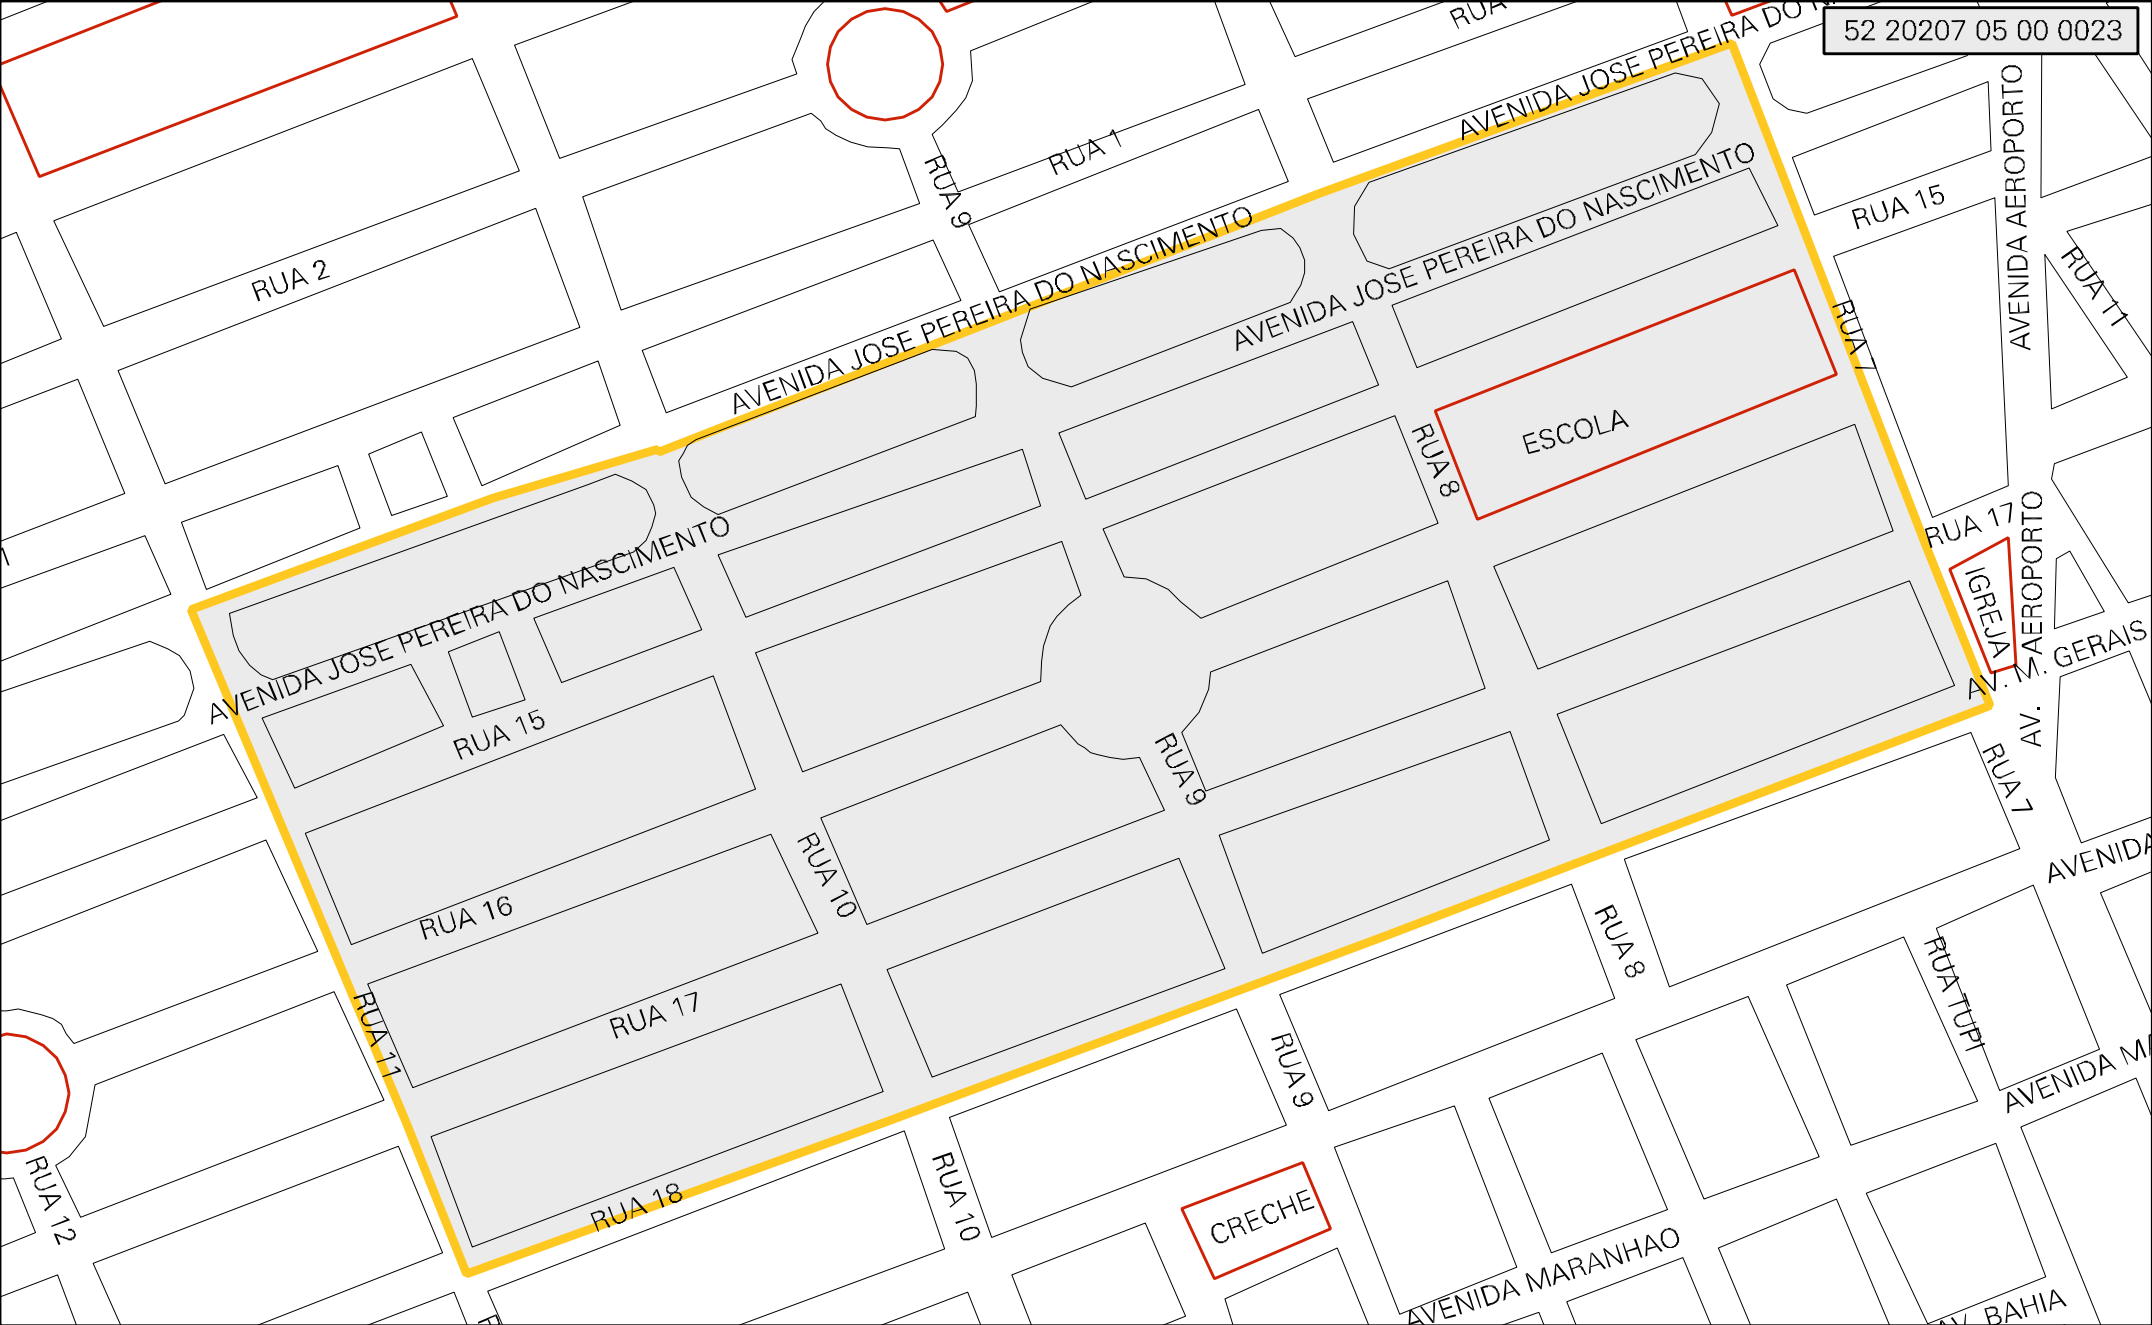 RUA
AVENIDA JOSE PEREIRA DO
52 20207 05 00 0023
RUA 1
RUA 9
AVENIDA AEROPORTO
RUA 15
RUA 2
AVENIDA JOSE PEREIRA DO NASCIMENTO
AVENIDA JOSE PEREIRA DO NASCIMENTO
RUA 11
RUA 7
ESCOLA
RUA 8
RUA 17
AVENIDA JOSE PEREIRA DO NASCIMENTO
AV. AEROPORTO
IGREJA
AV. M. GERAIS
RUA 15
RUA 9
RUA 7
RUA 10
AVENIDA
RUA 16
RUA 8
RUA TUPI
RUA 17
RUA 11
RUA 9
AVENIDA MA
RUA 12
RUA 18
RUA 10
CRECHE
AVENIDA MARANHAO
AV. BAHIA